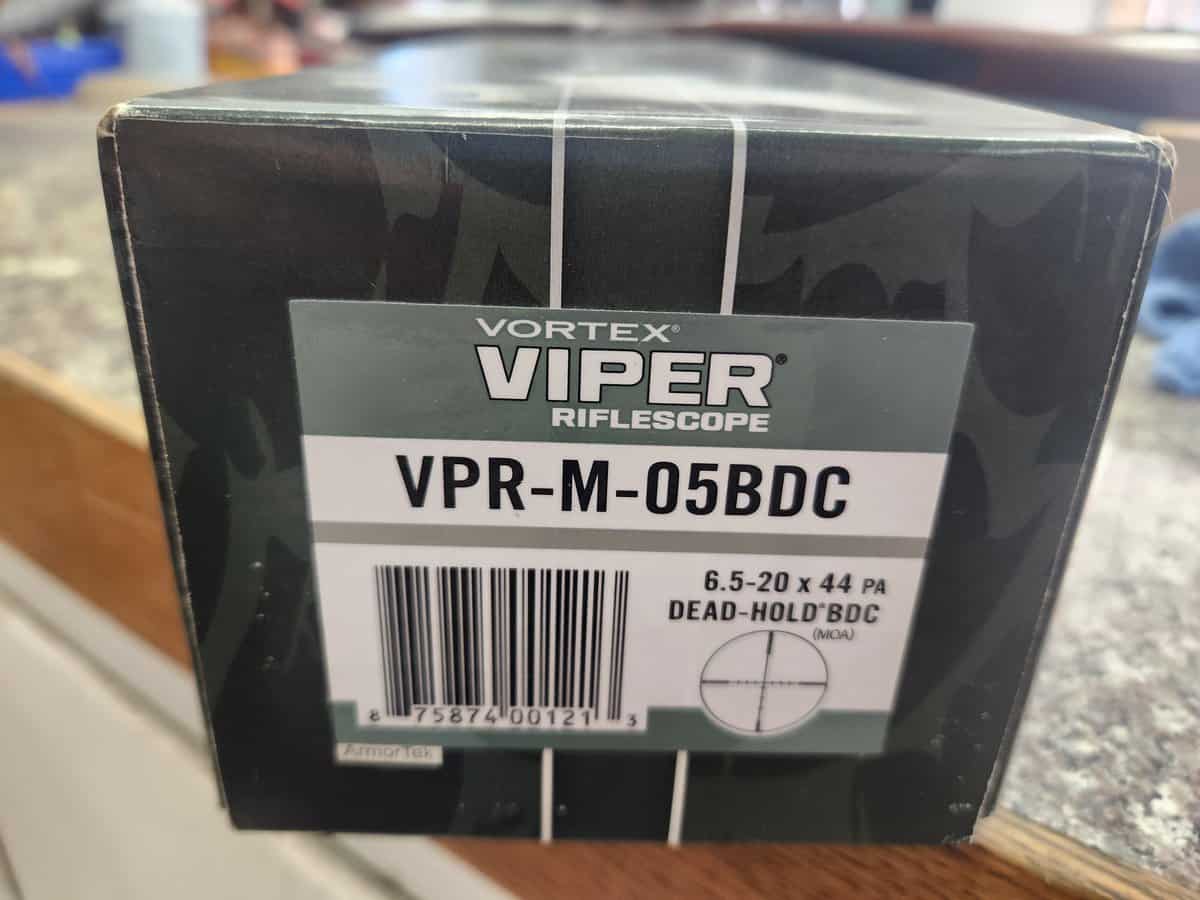 VORTEX®
VIPER®
RIFLESCOPE
VPR-M-05BDC
6.5-20 x 44 PA
DEAD-HOLD® BDC
(MOA)
8 75874 00121 3
ArmorTek